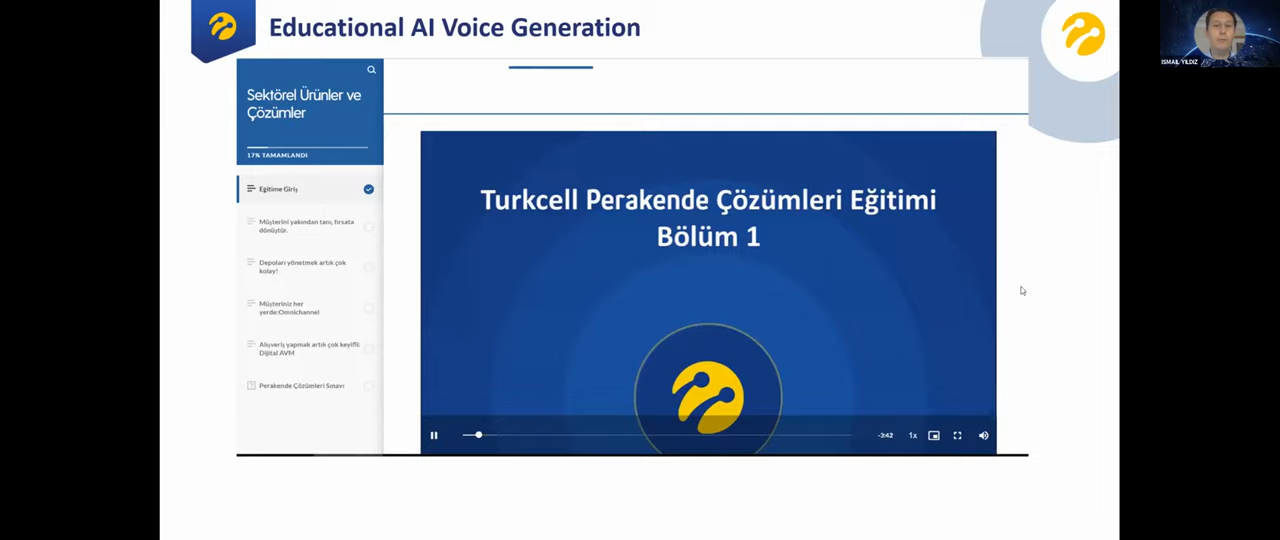 Educational AI Voice Generation
ISMAIL YILDIZ
Sektörel Ürünler ve
Çözümler
17% TAMAMLANDI
Eğitime Giriş
Müşterini yakından tanı, fırsata
dönüştür.
Depoları yönetmek artık çok
kolay!
Müşteriniz her
yerde:Omnichannel
Alışveriş yapmak artık çok keyifli:
Dijital AVM
Perakende Çözümleri Sınavı
Turkcell Perakende Çözümleri Eğitimi
Bölüm 1
-3:42
1x